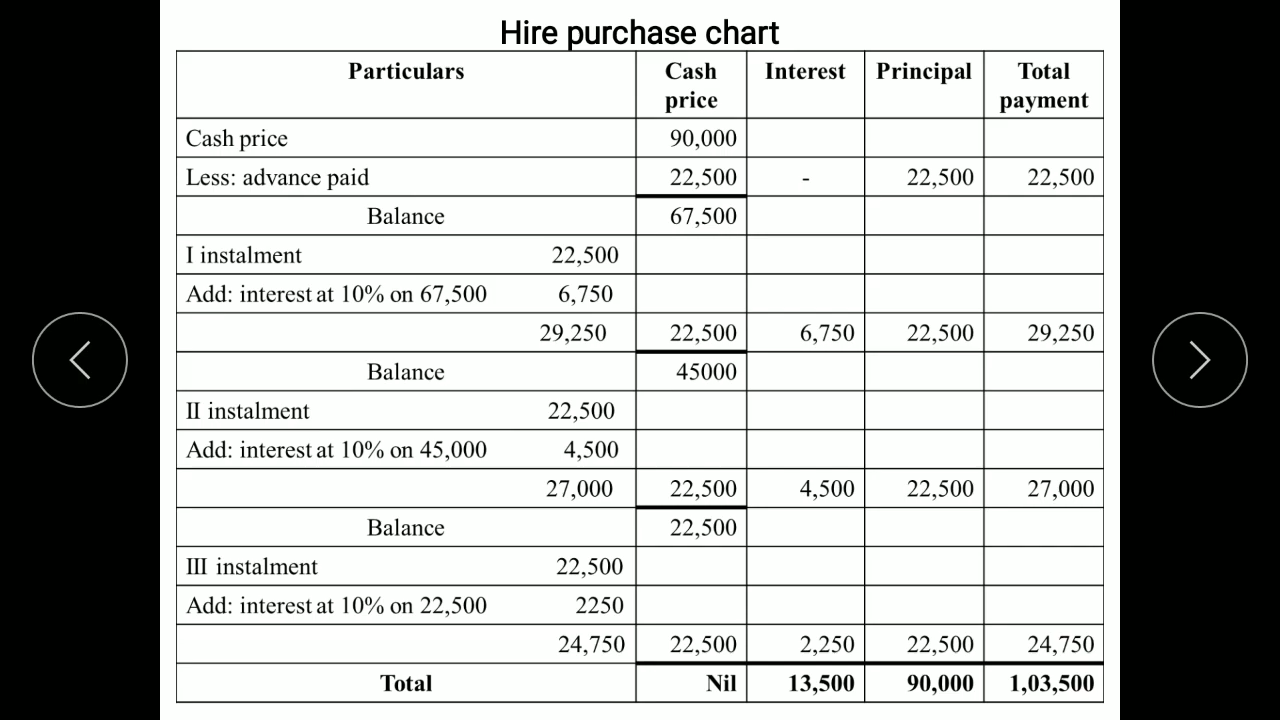 Hire purchase chart
Particulars Cash price Interest Principal Total payment
Cash price 90,000
Less: advance paid 22,500 - 22,500 22,500
Balance 67,500
I instalment 22,500
Add: interest at 10% on 67,500 6,750
29,250 22,500 6,750 22,500 29,250
Balance 45000
II instalment 22,500
Add: interest at 10% on 45,000 4,500
27,000 22,500 4,500 22,500 27,000
Balance 22,500
III instalment 22,500
Add: interest at 10% on 22,500 2250
24,750 22,500 2,250 22,500 24,750
Total Nil 13,500 90,000 1,03,500